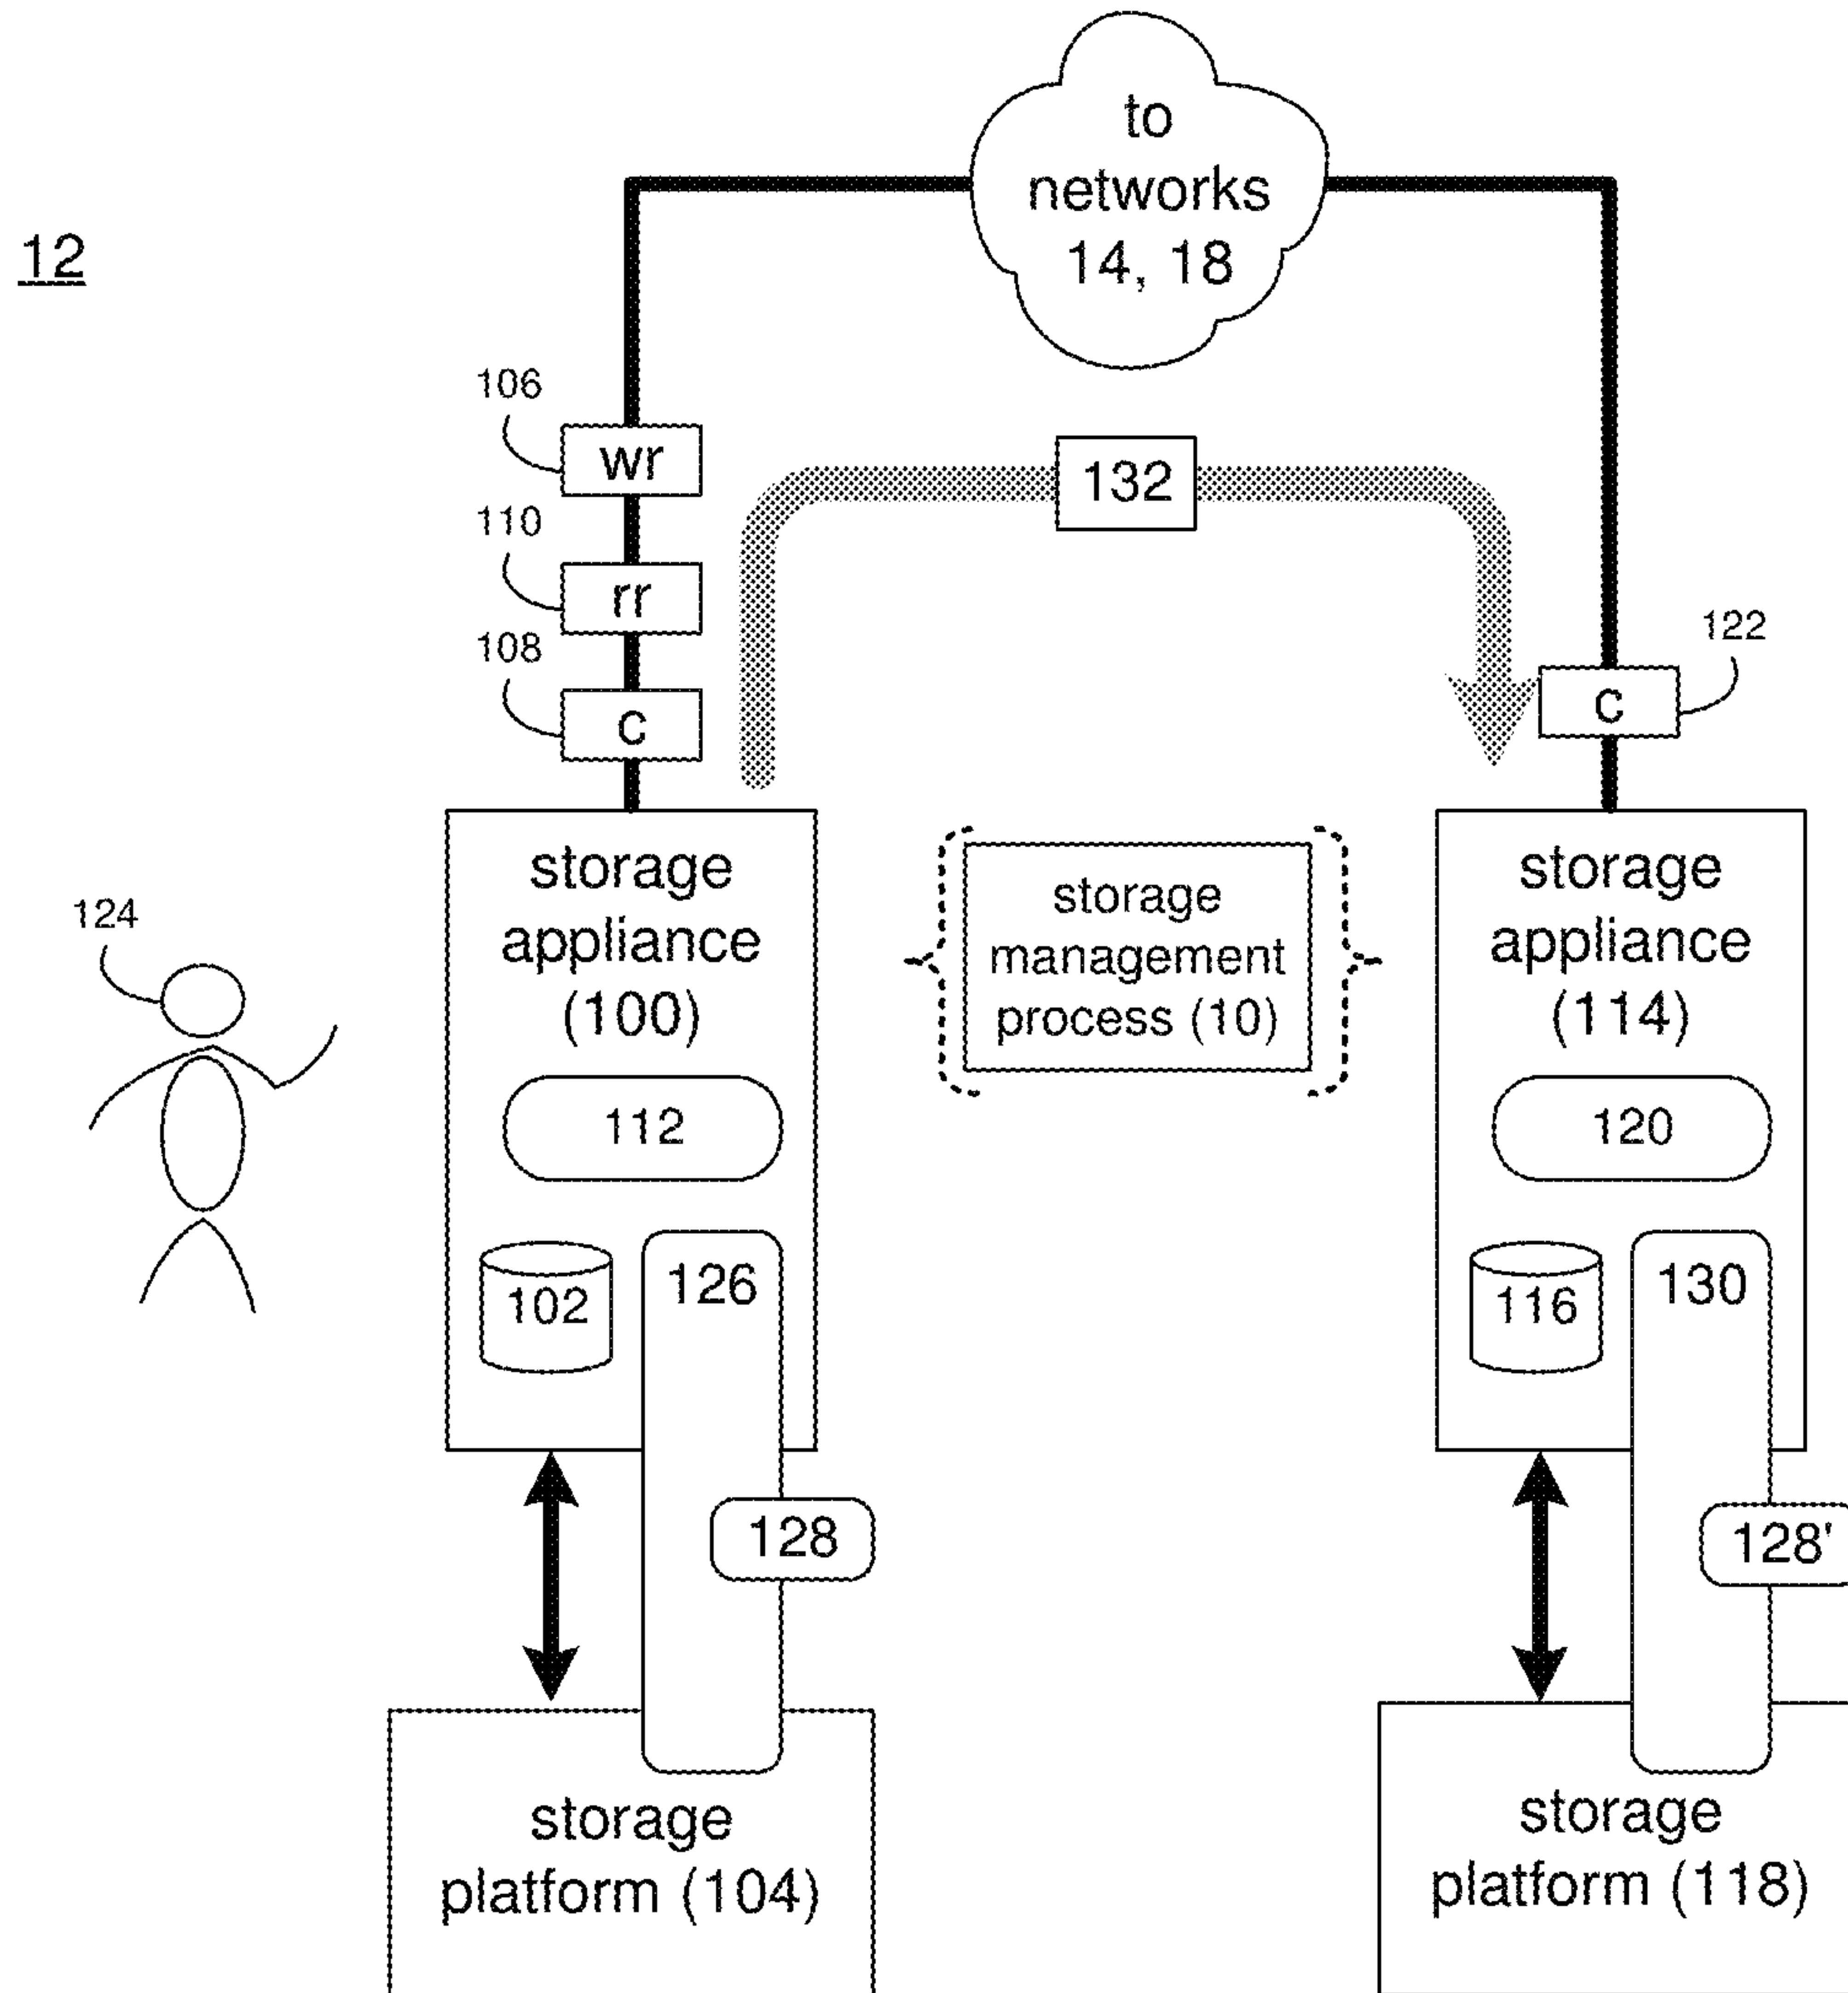 to
networks
14, 18
12
106
wr
132
110
rr
108
c
122
c
storage
appliance
(100)
storage
management
process (10)
storage
appliance
(114)
124
112
120
102
126
116
130
128
128'
storage
platform (104)
storage
platform (118)